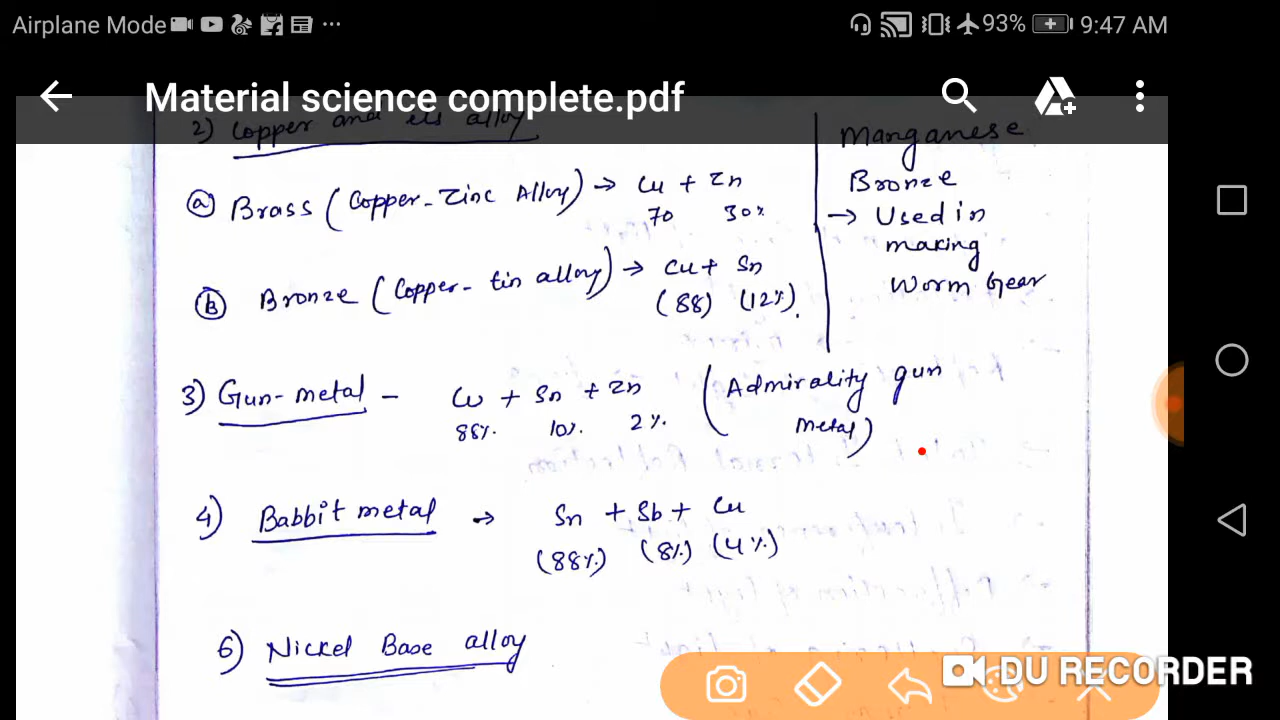 Airplane Mode ... 93% 9:47 AM
Material science complete.pdf
2) Copper and its alloy
(a) Brass (Copper-Zinc Alloy) → Cu + Zn
70 30%
(b) Bronze (Copper-tin alloy) → Cu + Sn
(88) (12%).
Manganese
Bronze
→ Used in
making
Worm Gear
3) Gun-metal - Cu + Sn + Zn (Admirality gun
88%. 10%. 2%. metal)
4) Babbit metal → Sn + Sb + Cu
(88%) (8%) (4%)
6) Nickel Base alloy
DU RECORDER